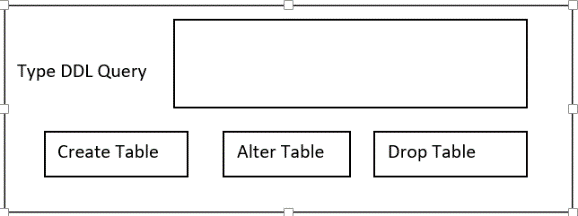 Type DDL Query
Create Table
Alter Table
Drop Table